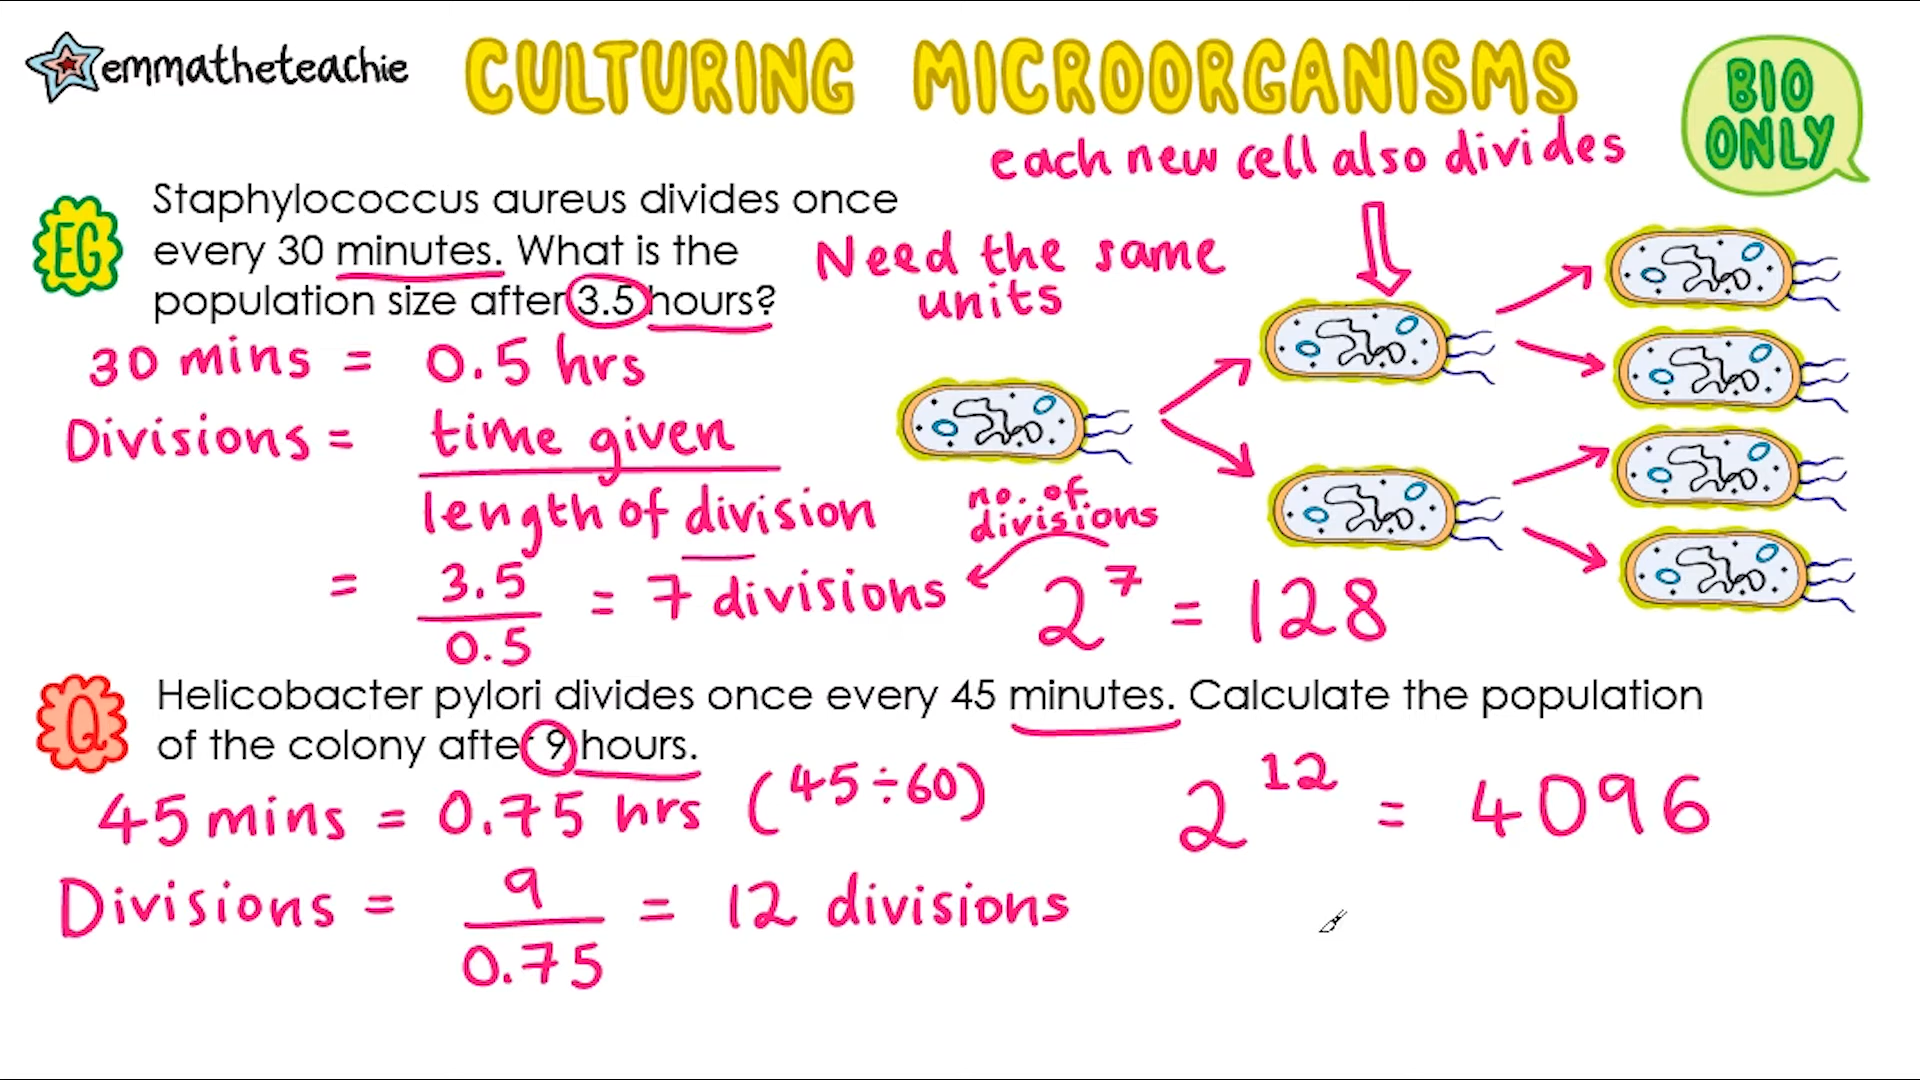 emmatheteachie
CULTURING MICROORGANISMS
BIO
ONLY
each new cell also divides
EG
Staphylococcus aureus divides once
every 30 minutes. What is the
population size after 3.5 hours?
Need the same
units
30 mins = 0.5 hrs
Divisions = time given
length of division
no. of
divisions
= 3.5
0.5
= 7 divisions
2^7 = 128
Q
Helicobacter pylori divides once every 45 minutes. Calculate the population
of the colony after 9 hours.
45 mins = 0.75 hrs (45÷60)
2^12 = 4096
Divisions = 9
0.75
= 12 divisions